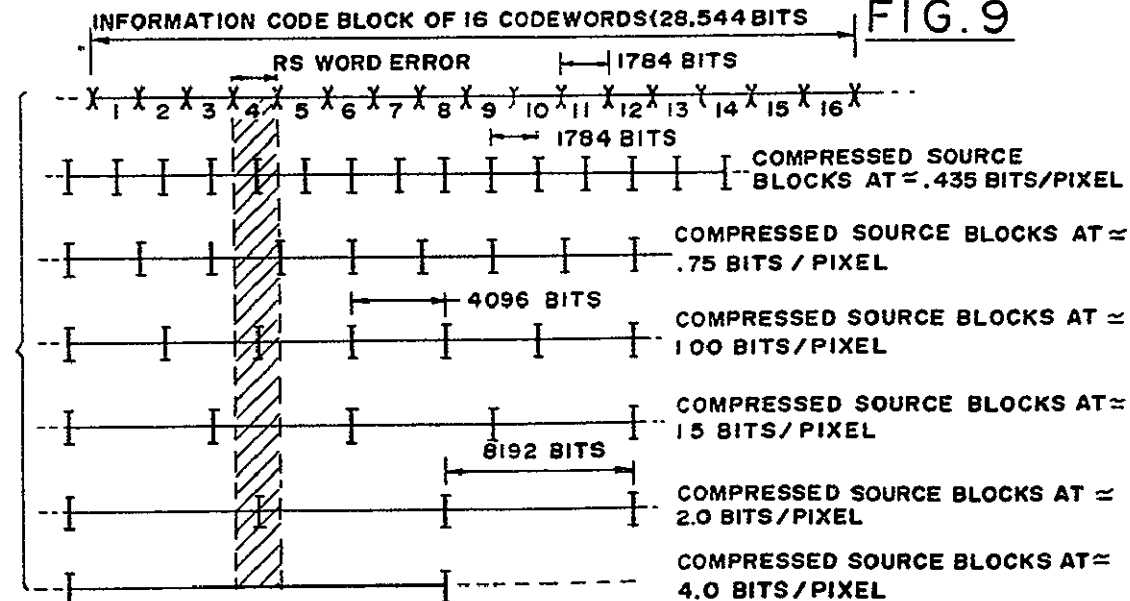 INFORMATION CODE BLOCK OF 16 CODEWORDS(28.544 BITS
FIG. 9
RS WORD ERROR
1784 BITS
1 2 3 4 5 6 7 8 9 10 11 12 13 14 15 16
1784 BITS
COMPRESSED SOURCE
BLOCKS AT ≃ .435 BITS/PIXEL
COMPRESSED SOURCE BLOCKS AT ≃
.75 BITS / PIXEL
4096 BITS
COMPRESSED SOURCE BLOCKS AT ≃
100 BITS/PIXEL
COMPRESSED SOURCE BLOCKS AT ≃
15 BITS/PIXEL
8192 BITS
COMPRESSED SOURCE BLOCKS AT ≃
2.0 BITS/PIXEL
COMPRESSED SOURCE BLOCKS AT ≃
4.0 BITS/PIXEL